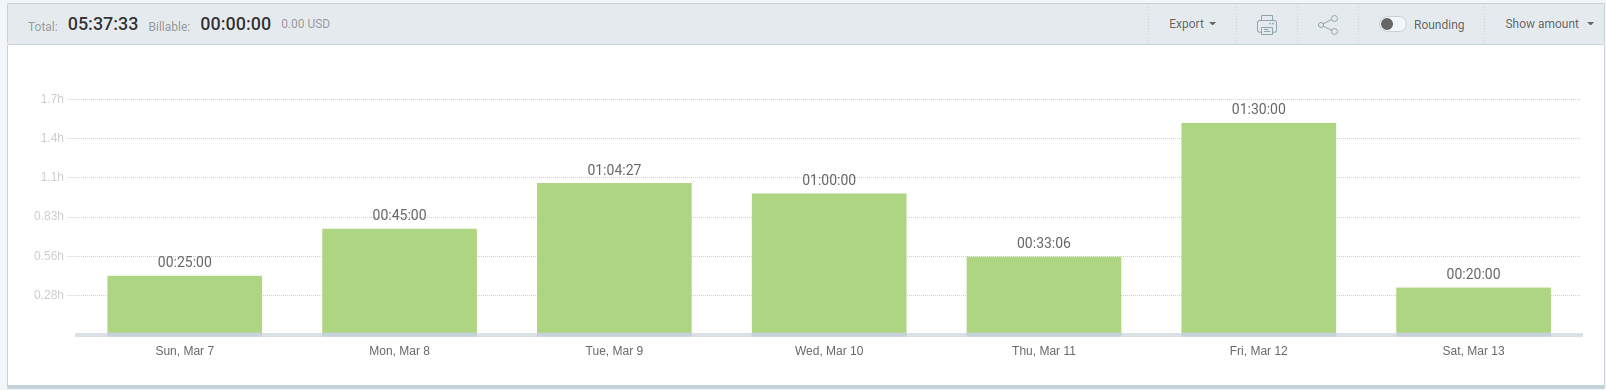 Total: 05:37:33 Billable: 00:00:00 0.00 USD Export Rounding Show amount
1.7h
1.4h
1.1h
0.83h
0.56h
0.28h
00:25:00
00:45:00
01:04:27
01:00:00
00:33:06
01:30:00
00:20:00
Sun, Mar 7 Mon, Mar 8 Tue, Mar 9 Wed, Mar 10 Thu, Mar 11 Fri, Mar 12 Sat, Mar 13